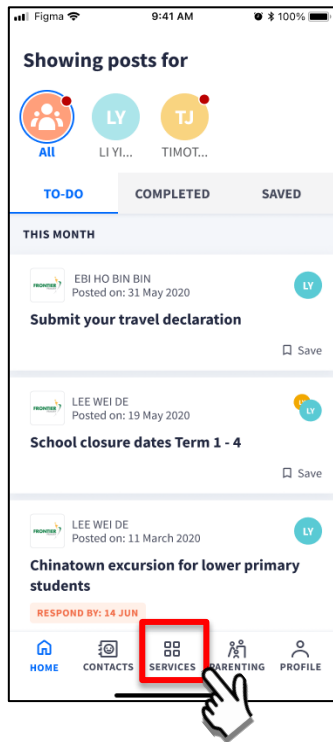 Figma 9:41 AM 100%
Showing posts for
LY TJ
All LI YI... TIMOT...
TO-DO COMPLETED SAVED
THIS MONTH
EBI HO BIN BIN
FRONTIER Posted on: 31 May 2020 LY
Submit your travel declaration
Save
LEE WEI DE
FRONTIER Posted on: 19 May 2020 LY
School closure dates Term 1 - 4
Save
LEE WEI DE
FRONTIER Posted on: 11 March 2020 LY
Chinatown excursion for lower primary
students
RESPOND BY: 14 JUN
HOME CONTACTS SERVICES PARENTING PROFILE